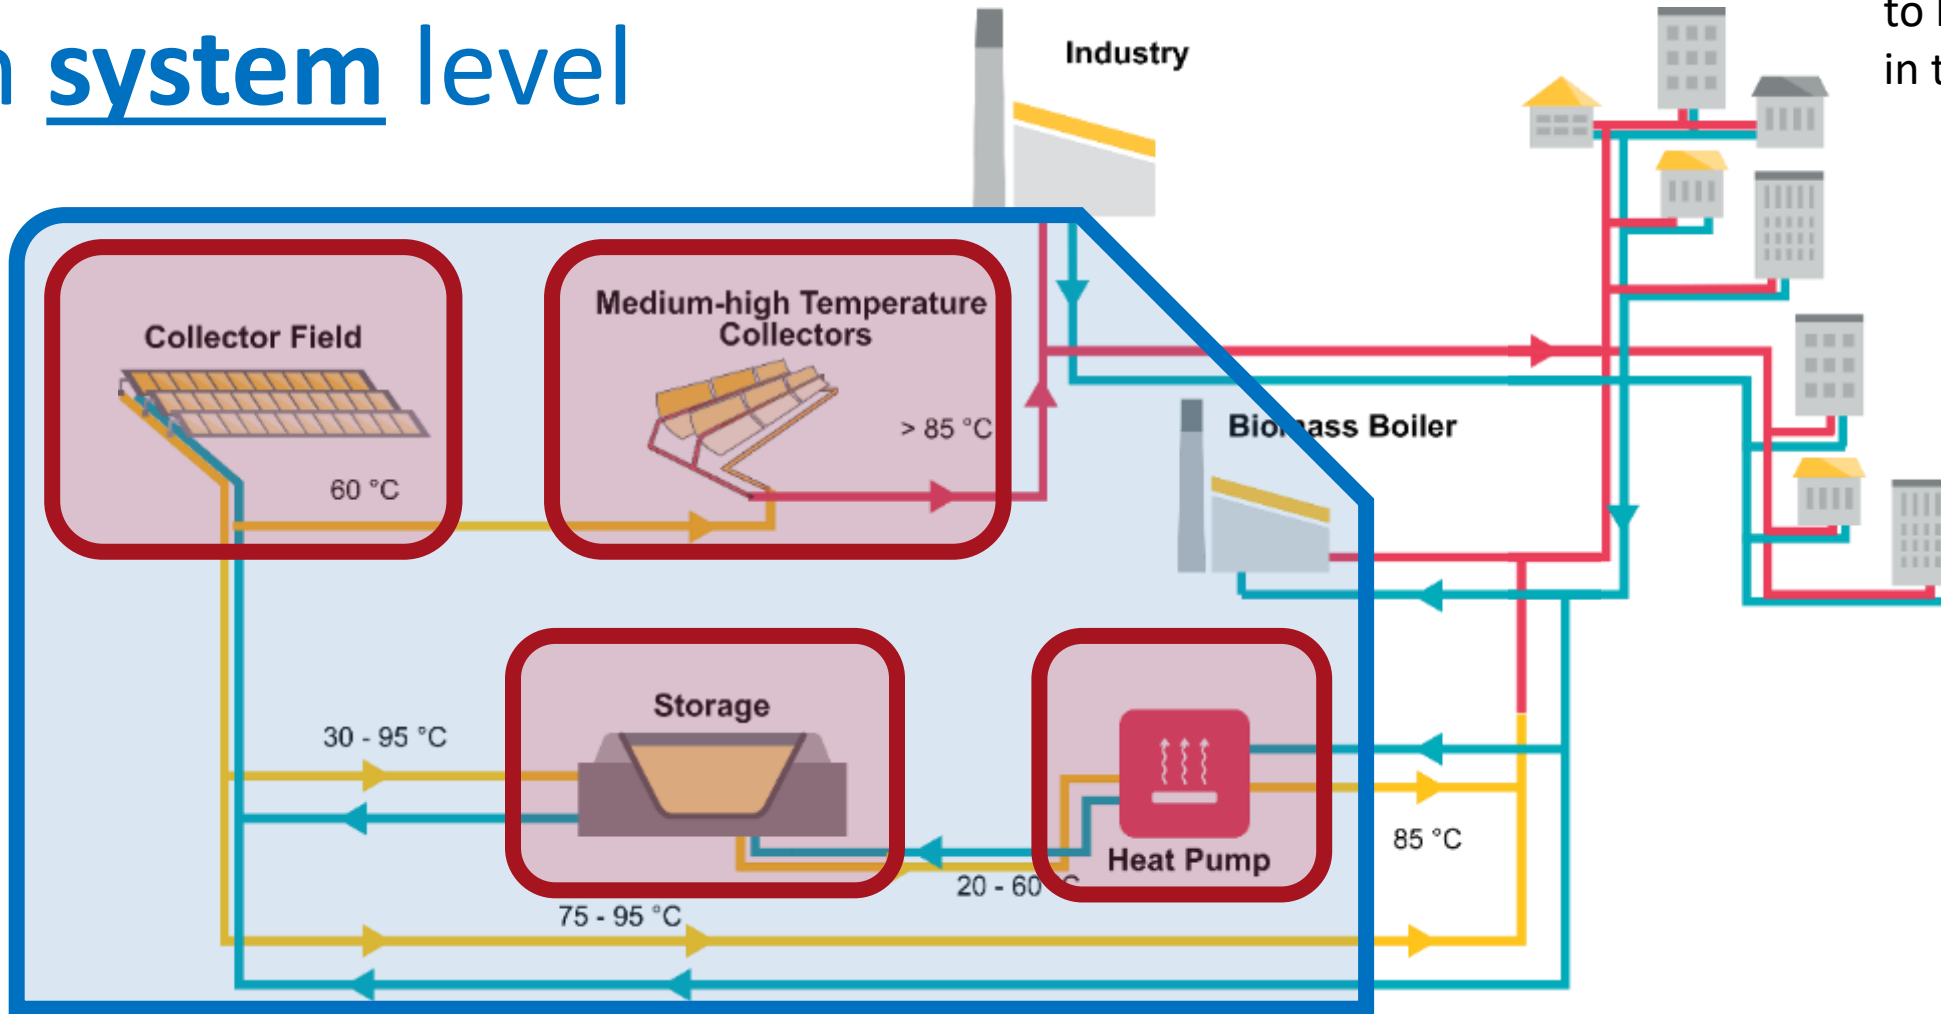 system level
to
in
Industry
Medium-high Temperature
Collectors
Collector Field
> 85 °C
Biomass Boiler
60 °C
Storage
30 - 95 °C
85 °C
Heat Pump
20 - 60 °C
75 - 95 °C